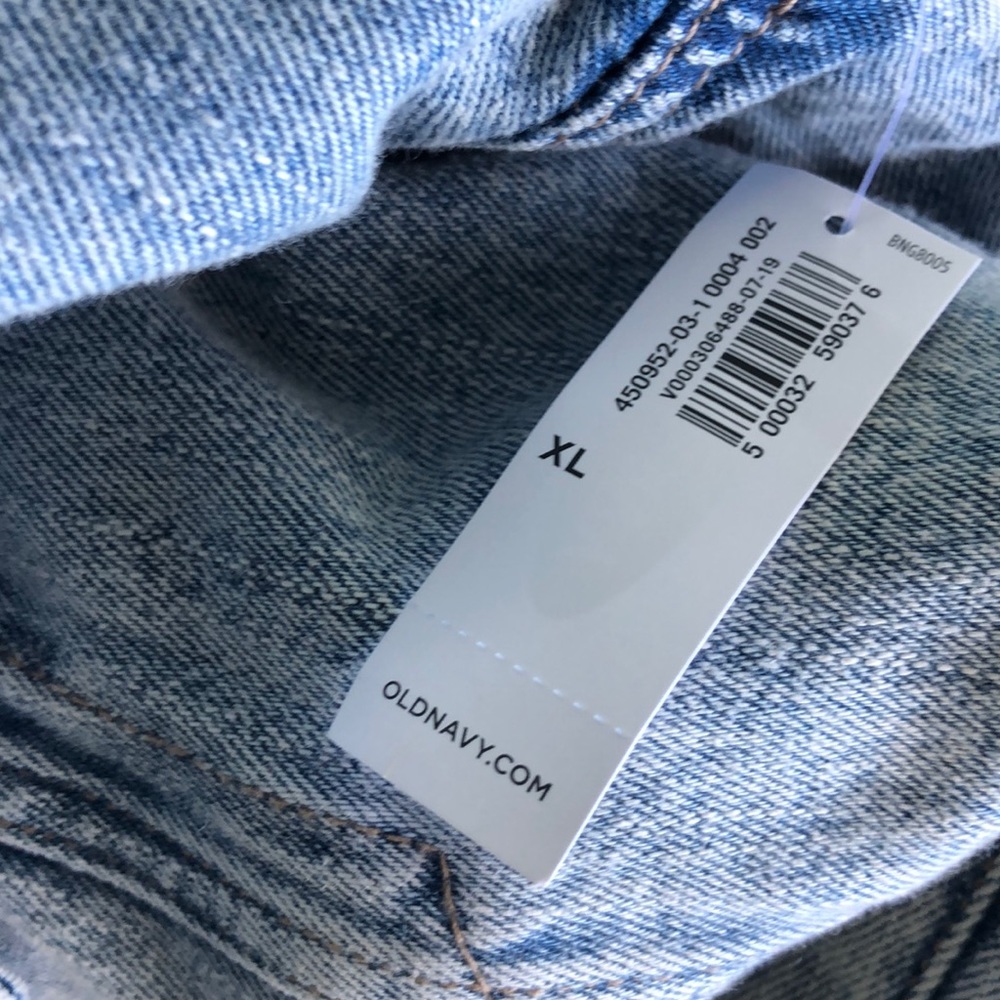 BNG8005
450952-03-1 0004 002
V000306488-07-19
5 00032 59037 6
XL
OLDNAVY.COM